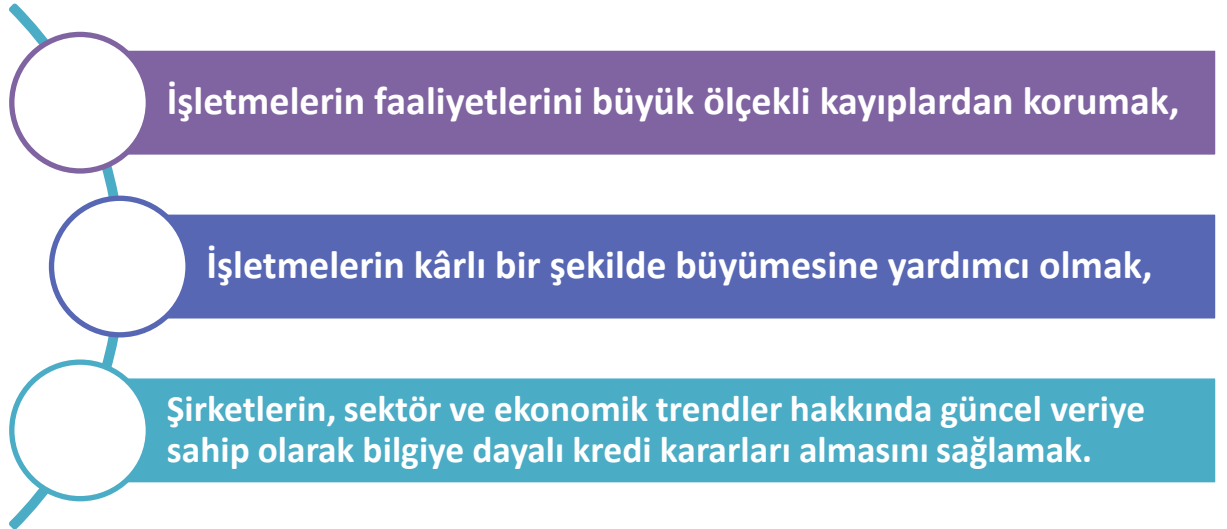 İşletmelerin faaliyetlerini büyük ölçekli kayıplardan korumak,
İşletmelerin kârlı bir şekilde büyümesine yardımcı olmak,
Şirketlerin, sektör ve ekonomik trendler hakkında güncel veriye
sahip olarak bilgiye dayalı kredi kararları almasını sağlamak.